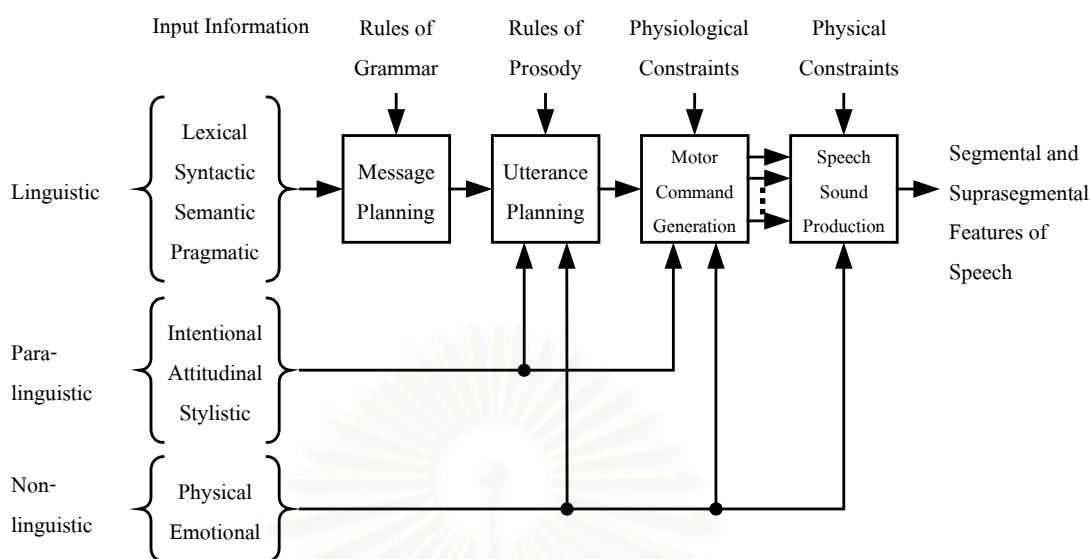 Input Information
Rules of
Grammar
Rules of
Prosody
Physiological
Constraints
Physical
Constraints
Linguistic
Lexical
Syntactic
Semantic
Pragmatic
Message
Planning
Utterance
Planning
Motor
Command
Generation
Speech
Sound
Production
Segmental and
Suprasegmental
Features of
Speech
Para-
linguistic
Intentional
Attitudinal
Stylistic
Non-
linguistic
Physical
Emotional